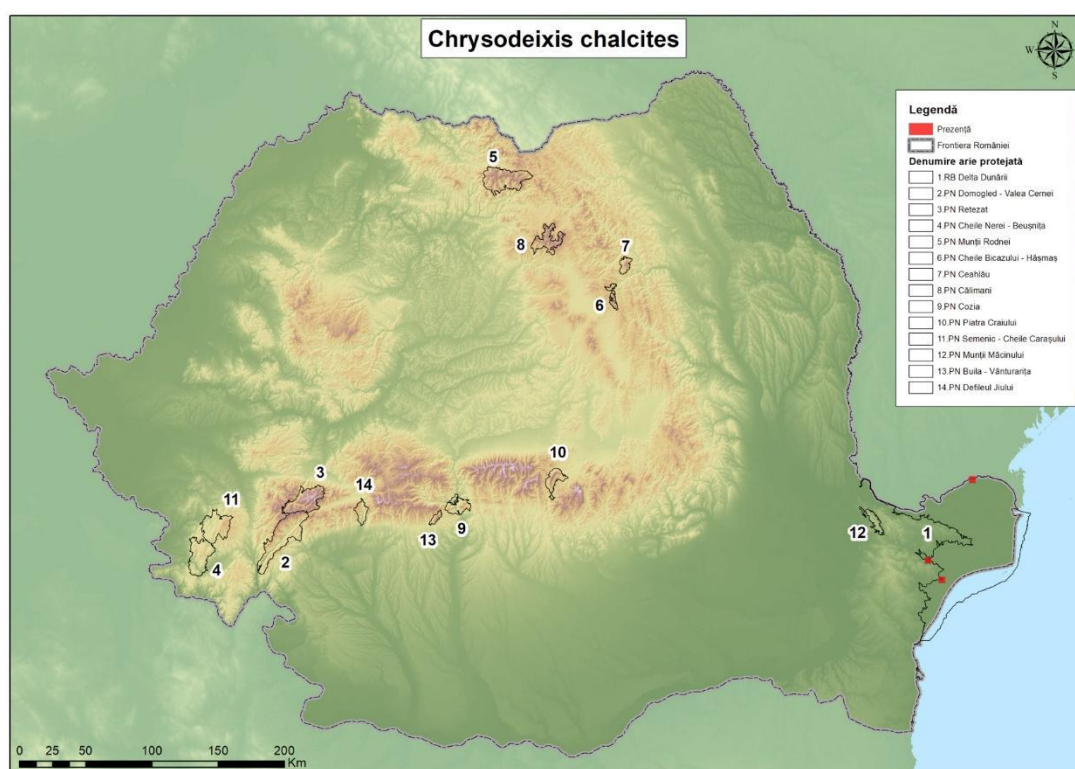 Chrysodeixis chalcites
N
W
E
S
Legendă
Prezență
Frontiera României
Denumire arie protejată
1.RB Delta Dunării
2.PN Domogled - Valea Cernei
3.PN Retezat
4.PN Cheile Nerei - Beușnița
5.PN Munții Rodnei
6.PN Cheile Bicazului - Hășmaș
7.PN Ceahlău
8.PN Călimani
9.PN Cozia
10.PN Piatra Craiului
11.PN Semenic - Cheile Carașului
12.PN Munții Măcinului
13.PN Buila - Vânturarița
14.PN Defileul Jiului
5
8
7
6
10
3
14
11
9
13
12
1
2
4
0 25 50 100 150 200
Km